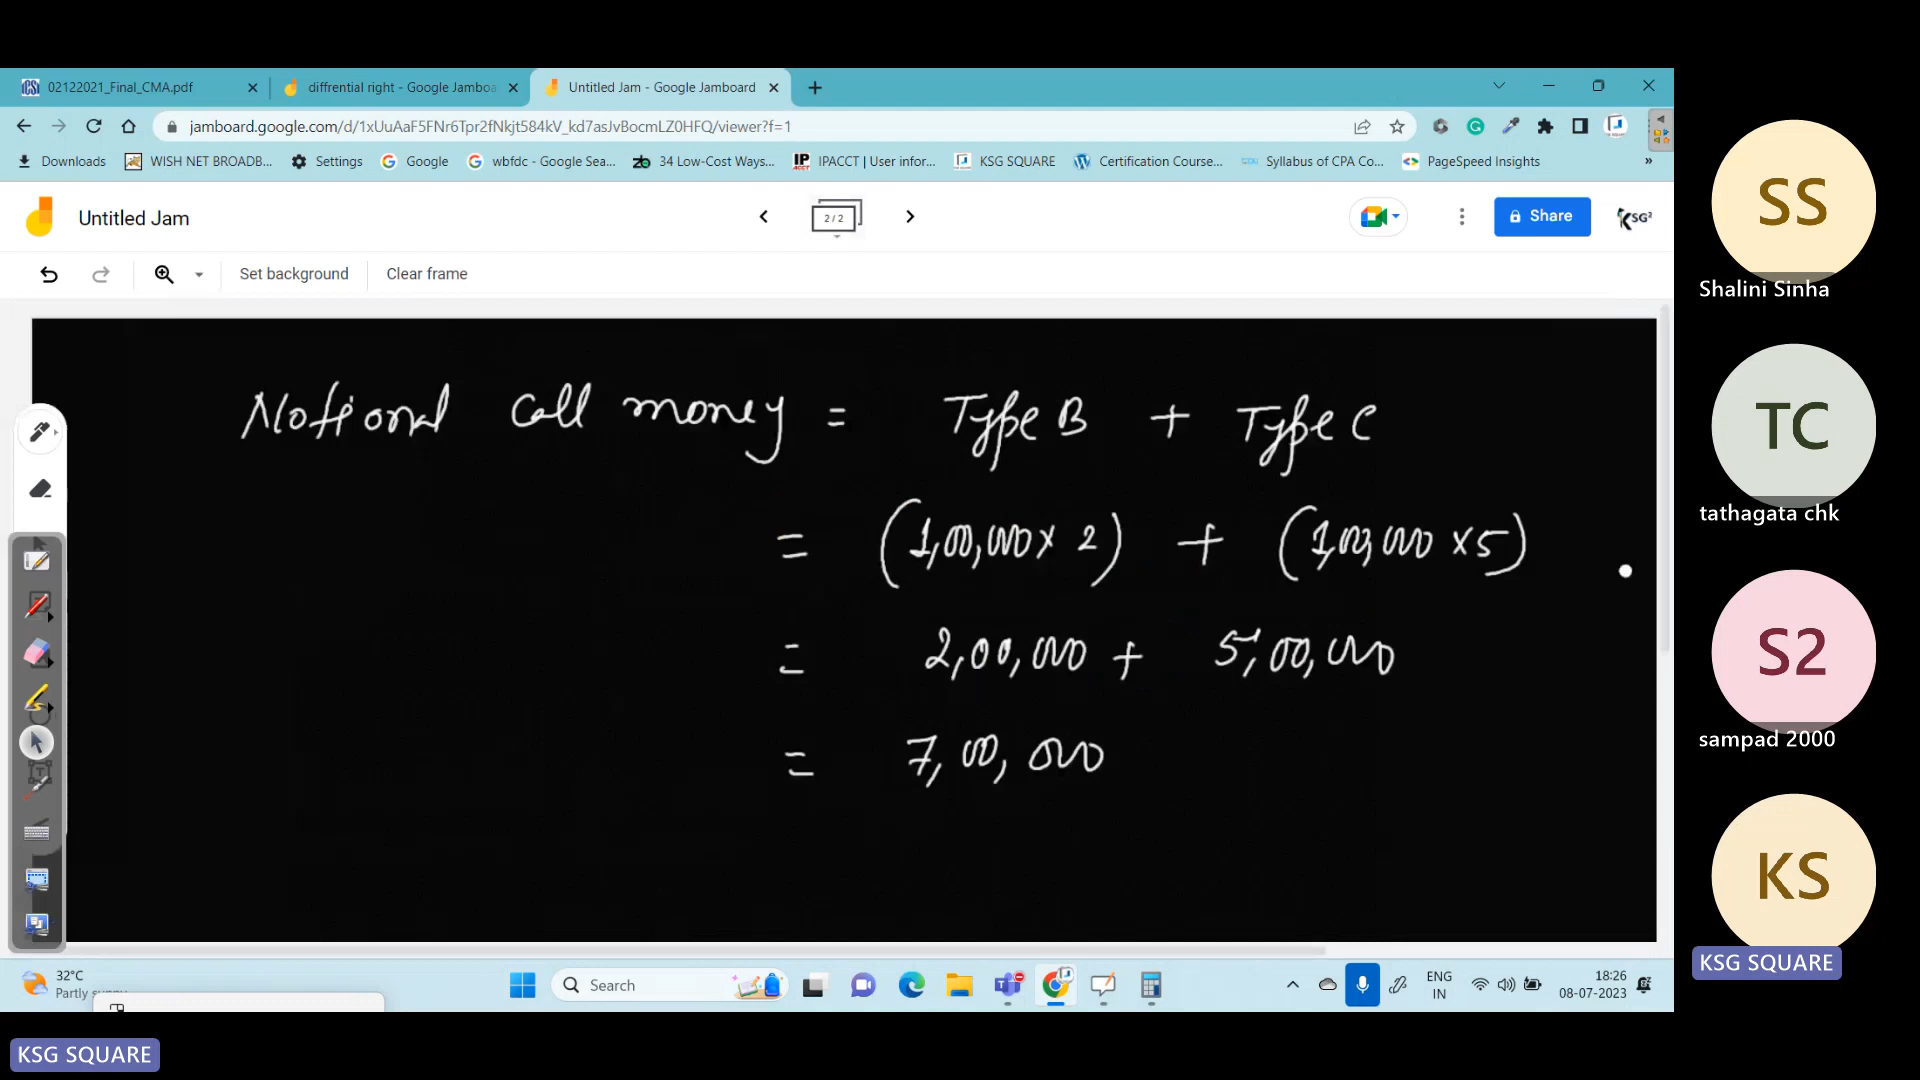 02122021_Final_CMA.pdf
diffrential right - Google Jamboa
Untitled Jam - Google Jamboard
jamboard.google.com/d/1xUuAaF5FNr6Tpr2fNkjt584kV_kd7asJvBocmLZ0HFQ/viewer?f=1
Downloads WISH NET BROADB... Settings Google wbfdc - Google Sea... 34 Low-Cost Ways... IPACCT | User infor... KSG SQUARE Certification Course... Syllabus of CPA Co... PageSpeed Insights »
Untitled Jam
2 / 2
Share
KSG²
Set background Clear frame
Notional Call money = Type B + Type C
= (1,00,000 x 2) + (1,00,000 x 5)
= 2,00,000 + 5,00,000
= 7,00,000
SS
Shalini Sinha
TC
tathagata chk
S2
sampad 2000
KS
KSG SQUARE
32°C
Partly sunny
Search
ENG
IN
18:26
08-07-2023
KSG SQUARE